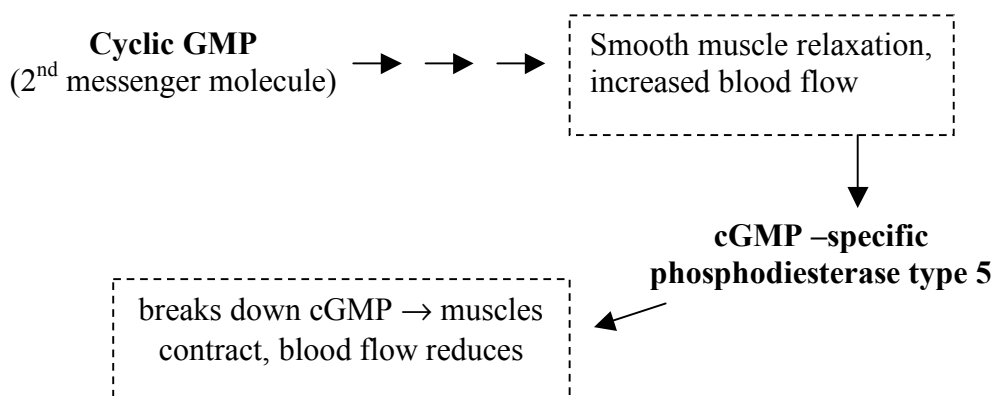 Cyclic GMP
(2nd messenger molecule)
Smooth muscle relaxation,
increased blood flow
cGMP –specific
phosphodiesterase type 5
breaks down cGMP → muscles
contract, blood flow reduces